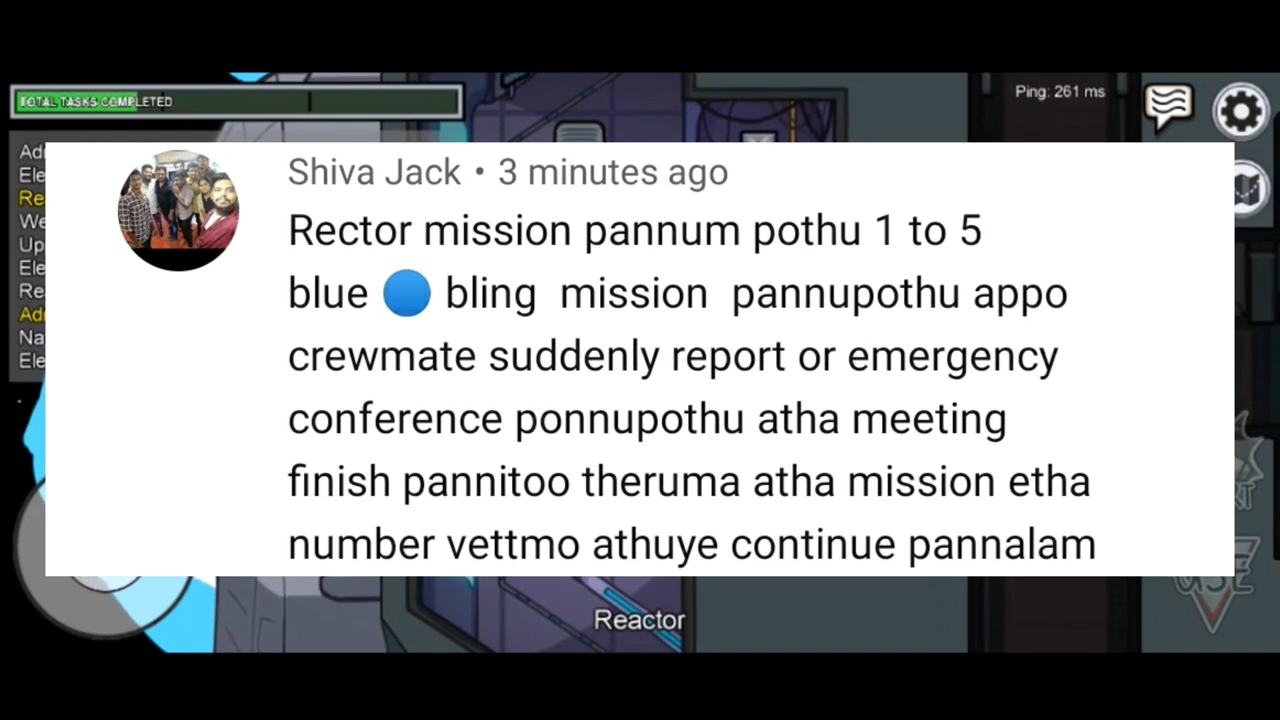 TOTAL TASKS COMPLETED
Ping: 261 ms
Shiva Jack • 3 minutes ago
Rector mission pannum pothu 1 to 5
blue 🔵 bling mission pannupothu appo
crewmate suddenly report or emergency
conference ponnupothu atha meeting
finish pannitoo theruma atha mission etha
number vettmo athuye continue pannalam
Reactor
USE